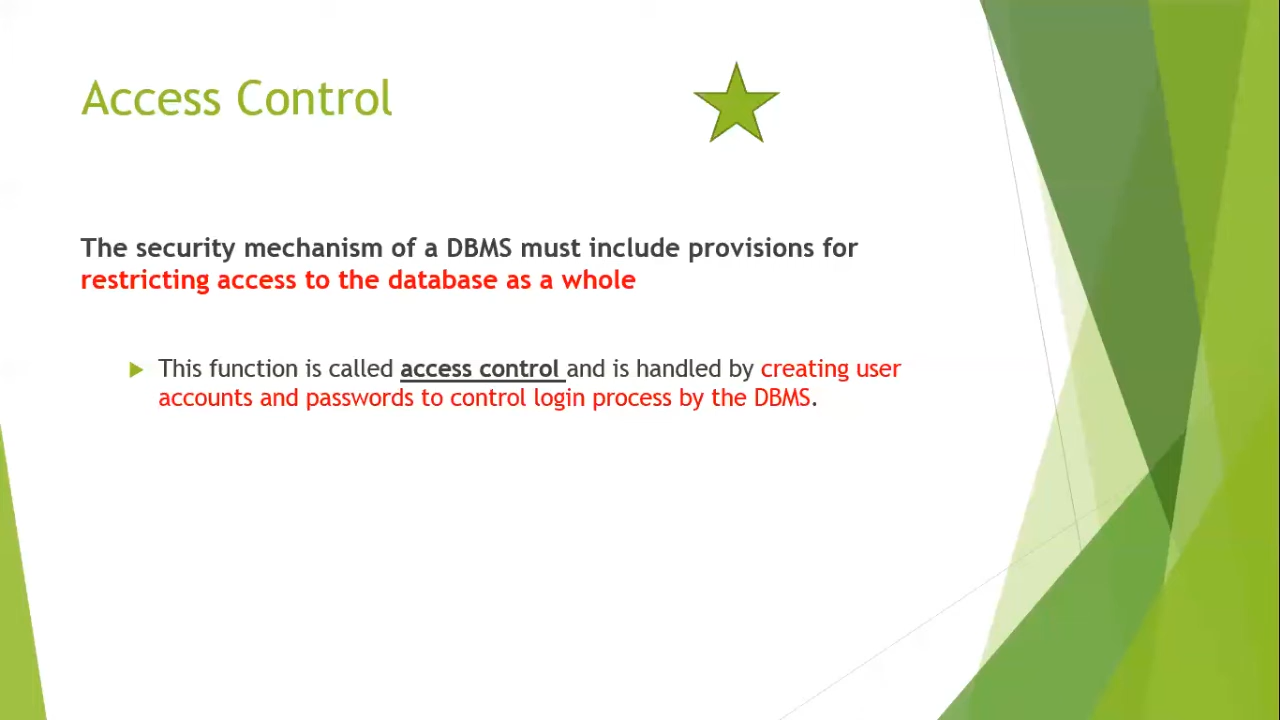 Access Control
The security mechanism of a DBMS must include provisions for
restricting access to the database as a whole
This function is called access control and is handled by creating user
accounts and passwords to control login process by the DBMS.